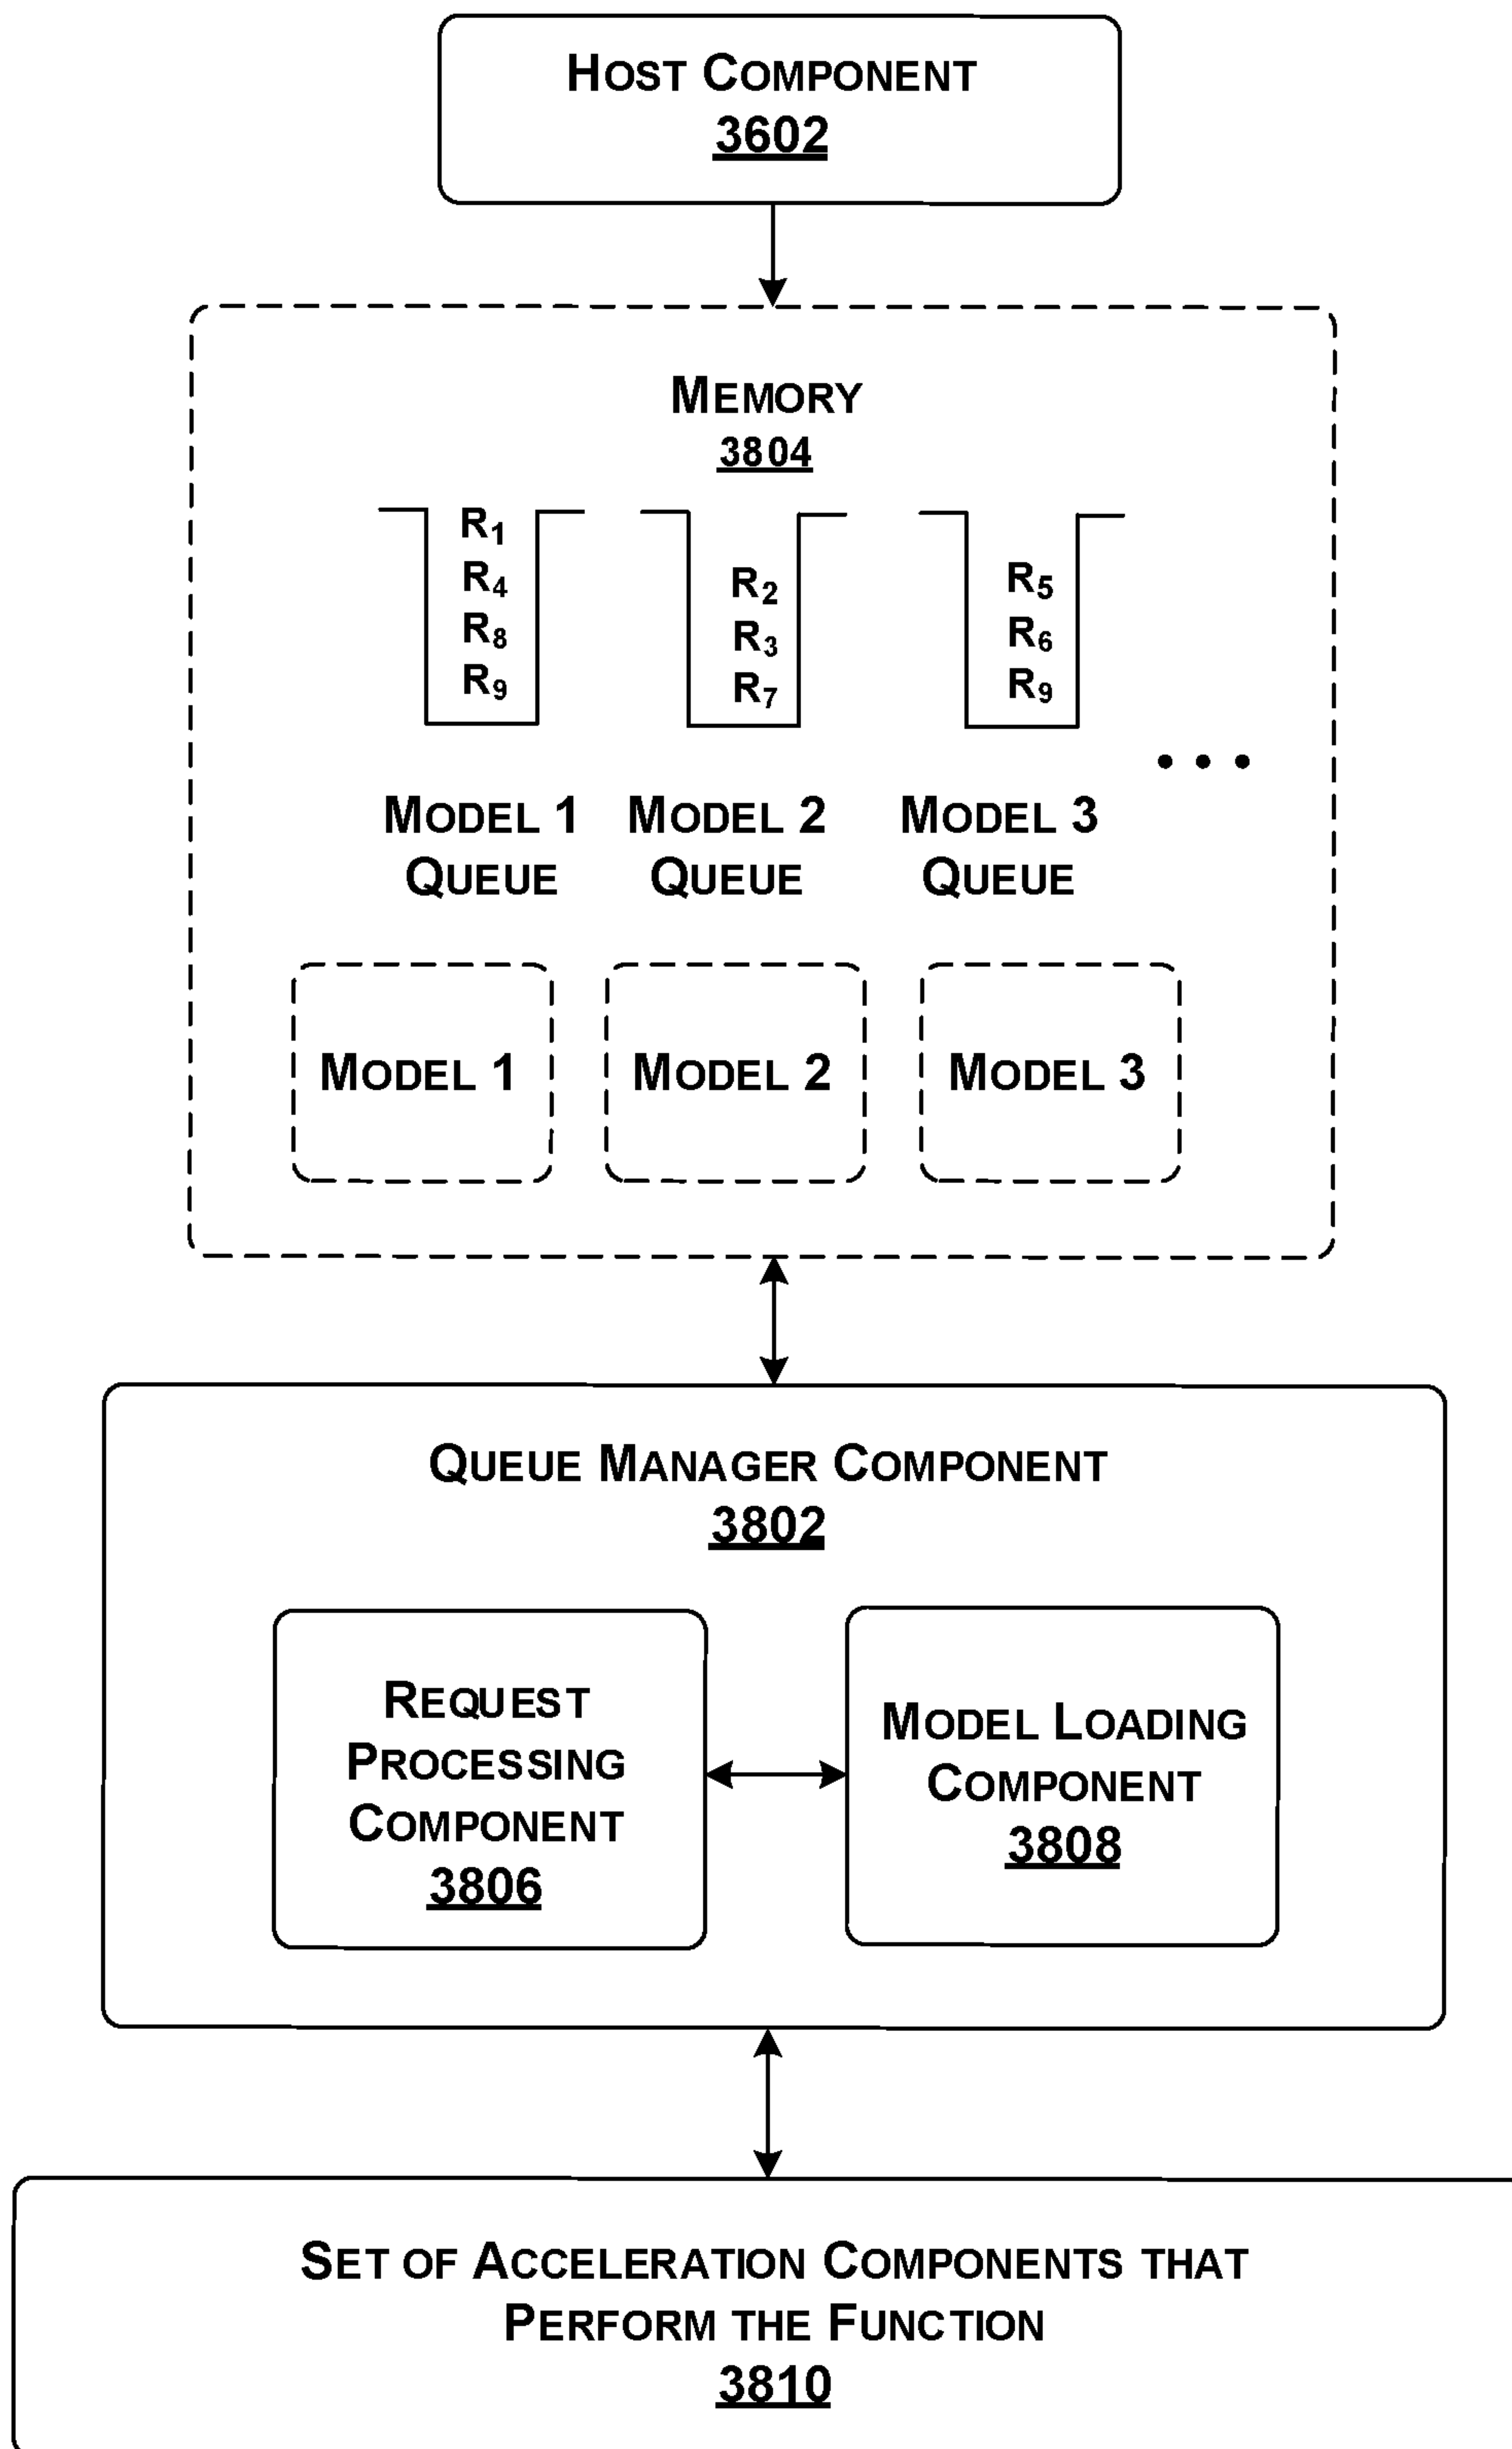 HOST COMPONENT
3602
MEMORY
3804
R1
R4
R8
R9
R2
R3
R7
R5
R6
R9
• • •
MODEL 1
QUEUE
MODEL 2
QUEUE
MODEL 3
QUEUE
MODEL 1
MODEL 2
MODEL 3
QUEUE MANAGER COMPONENT
3802
REQUEST
PROCESSING
COMPONENT
3806
MODEL LOADING
COMPONENT
3808
SET OF ACCELERATION COMPONENTS THAT
PERFORM THE FUNCTION
3810